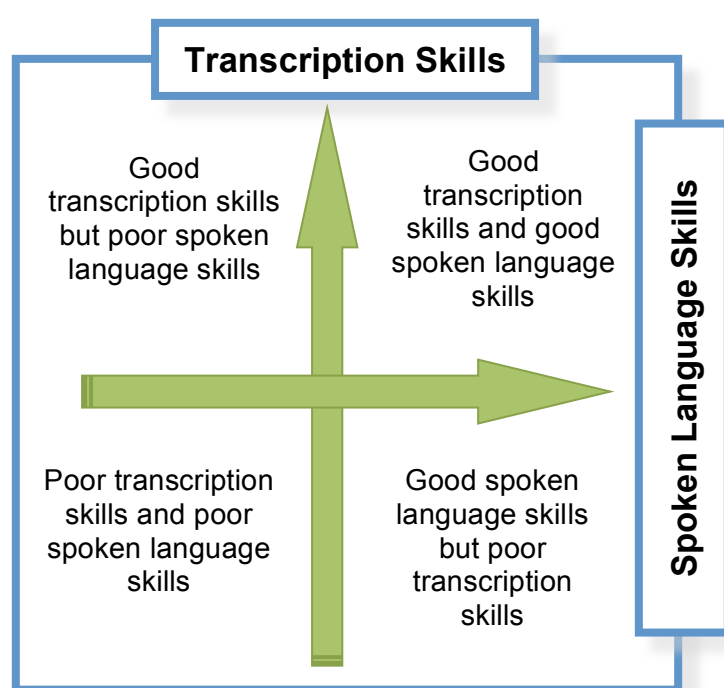 Transcription Skills
Good
transcription skills
but poor spoken
language skills
Good
transcription
skills and good
spoken language
skills
Spoken Language Skills
Poor transcription
skills and poor
spoken language
skills
Good spoken
language skills
but poor
transcription
skills